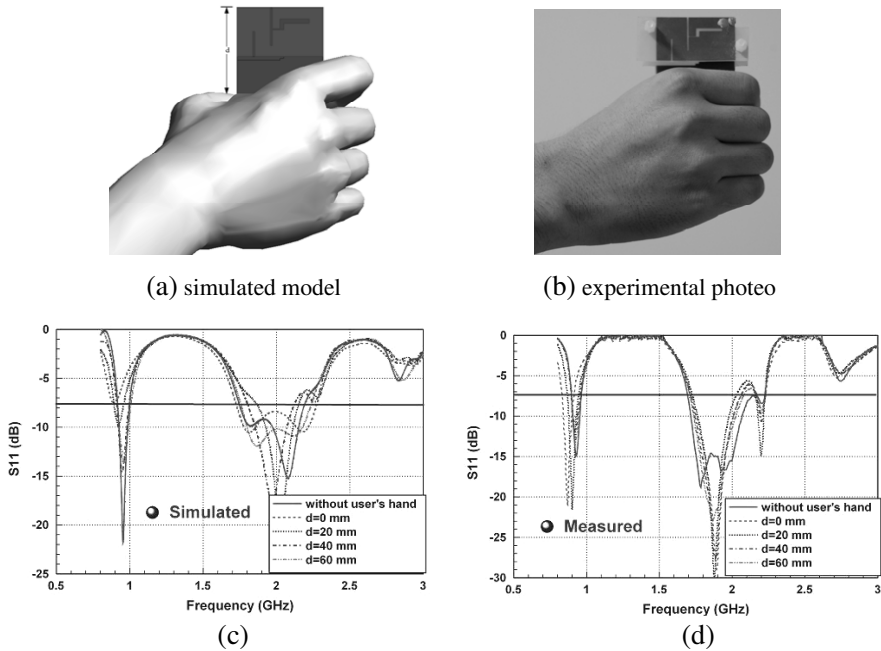 (a) simulated model
(b) experimental photeo
0
-5
-10
-15
-20
-25
S11 (dB)
Simulated
without user's hand
d=0 mm
d=20 mm
d=40 mm
d=60 mm
0.5
1
1.5
2
2.5
3
Frequency (GHz)
(c)
0
-5
-10
-15
-20
-25
-30
S11 (dB)
Measured
without user's hand
d=0 mm
d=20 mm
d=40 mm
d=60 mm
0.5
1
1.5
2
2.5
3
Frequency (GHz)
(d)